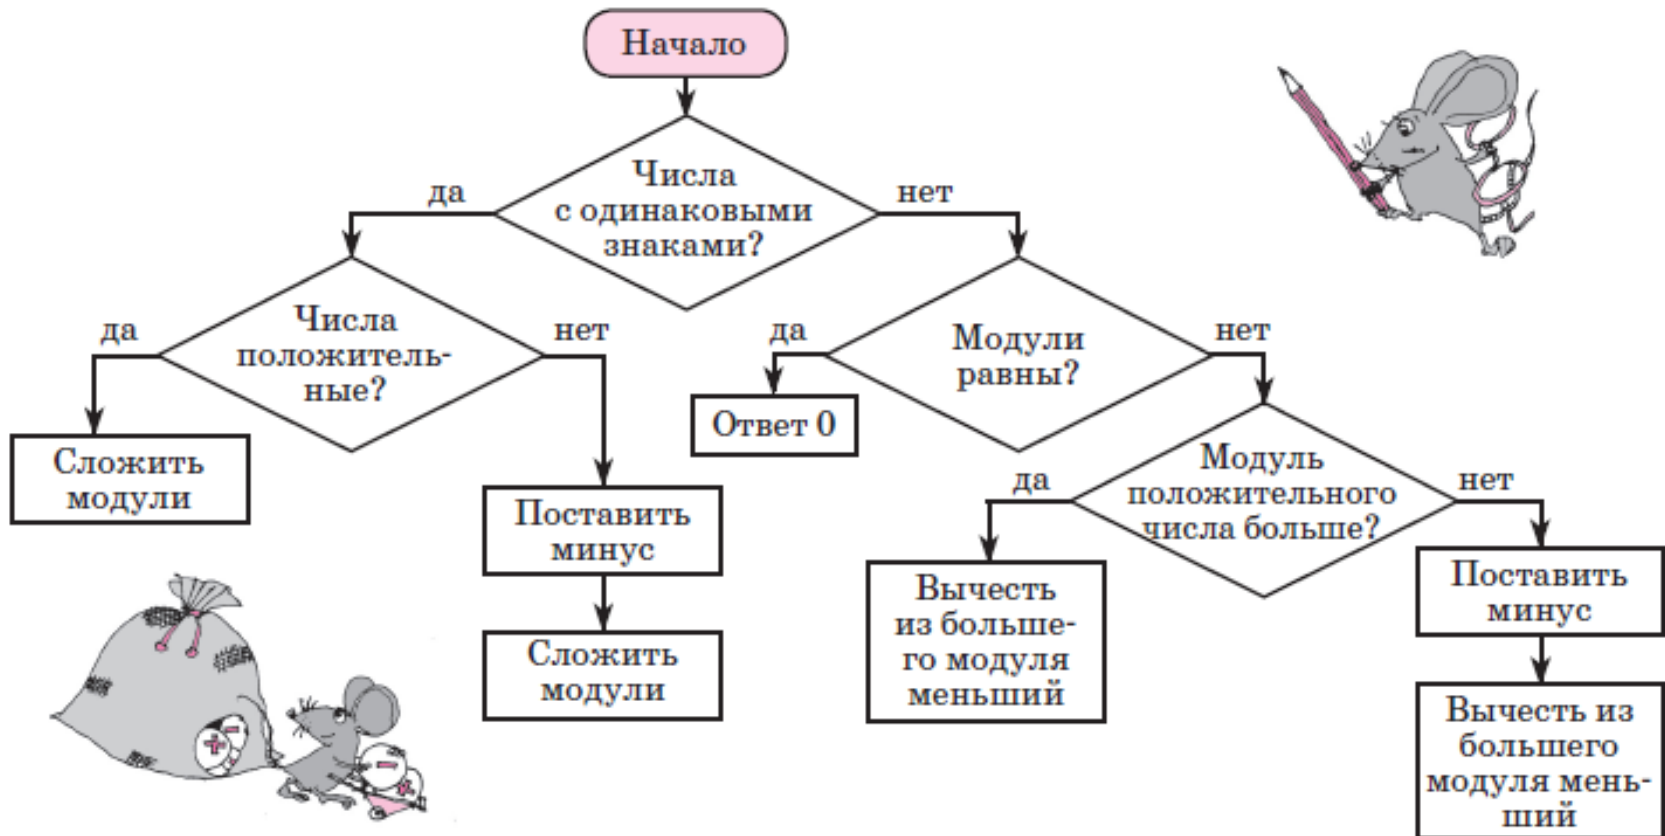 Начало
Числа
с одинаковыми
знаками?
да
нет
Числа
положитель-
ные?
да
нет
Сложить
модули
Поставить
минус
Сложить
модули
Модули
равны?
да
нет
Ответ 0
Модуль
положительного
числа больше?
да
нет
Вычесть
из больше-
го модуля
меньший
Поставить
минус
Вычесть из
большего
модуля мень-
ший
+
−
−
+